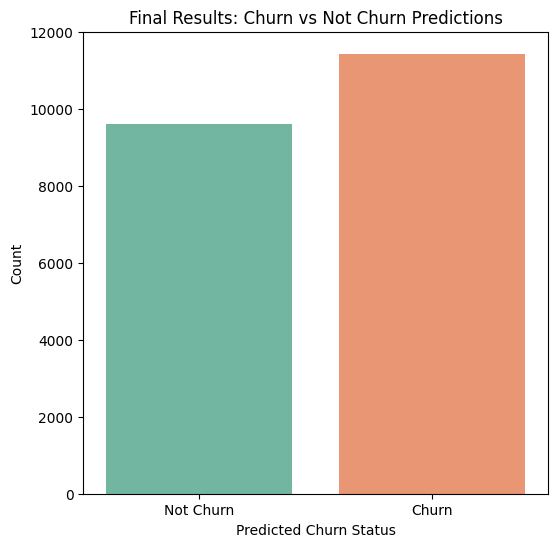 Final Results: Churn vs Not Churn Predictions
12000
10000
8000
6000
4000
2000
0
Count
Not Churn
Churn
Predicted Churn Status